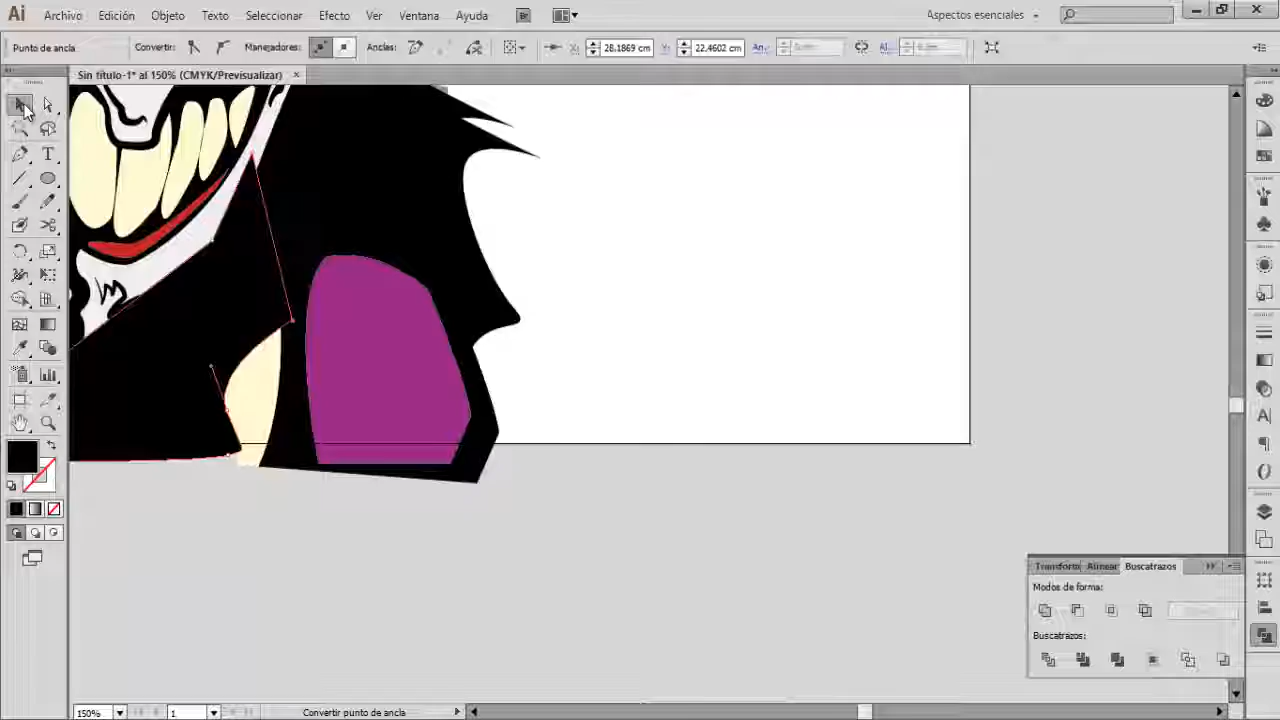 Ai Archivo Edición Objeto Texto Seleccionar Efecto Ver Ventana Ayuda Br Aspectos esenciales
Punto de ancla Convertir: Manejadores: Anclas: X: 28.1869 cm Y: 22.4602 cm
Sin título-1* al 150% (CMYK/Previsualizar) ×
Transform Alinear Buscatrazos
Modos de forma:
Buscatrazos:
150% 1 Convertir punto de ancla